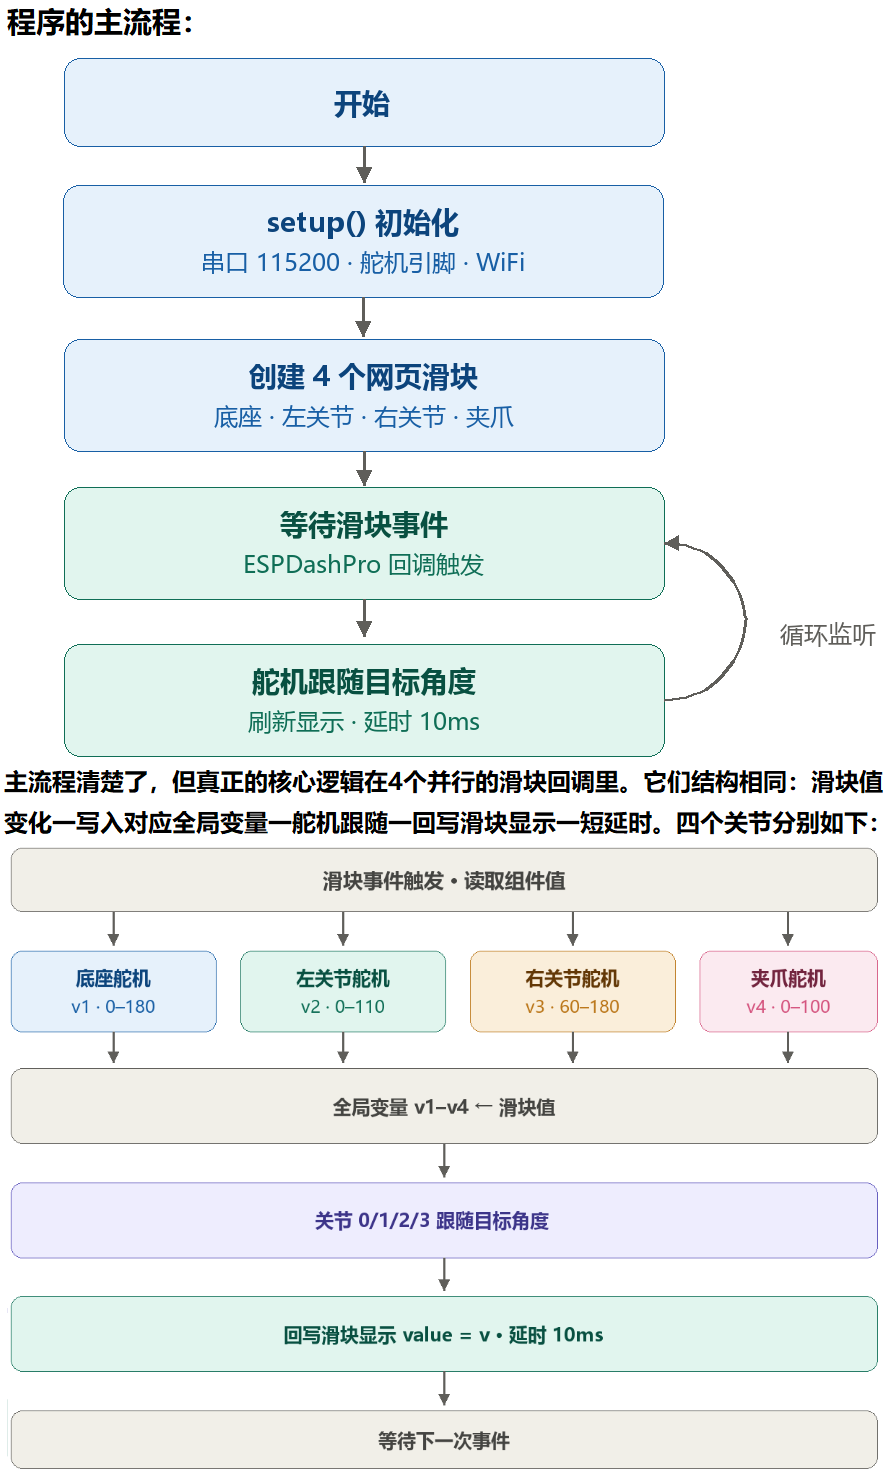 程序的主流程：
开始
setup() 初始化
串口 115200 · 舵机引脚 · WiFi
创建 4 个网页滑块
底座 · 左关节 · 右关节 · 夹爪
等待滑块事件
ESPDashPro 回调触发
循环监听
舵机跟随目标角度
刷新显示 · 延时 10ms
主流程清楚了，但真正的核心逻辑在4个并行的滑块回调里。它们结构相同：滑块值
变化一写入对应全局变量一舵机跟随一回写滑块显示一短延时。四个关节分别如下：
滑块事件触发 • 读取组件值
底座舵机
v1 · 0–180
左关节舵机
v2 · 0–110
右关节舵机
v3 · 60–180
夹爪舵机
v4 · 0–100
全局变量 v1–v4 ← 滑块值
关节 0/1/2/3 跟随目标角度
回写滑块显示 value = v • 延时 10ms
等待下一次事件